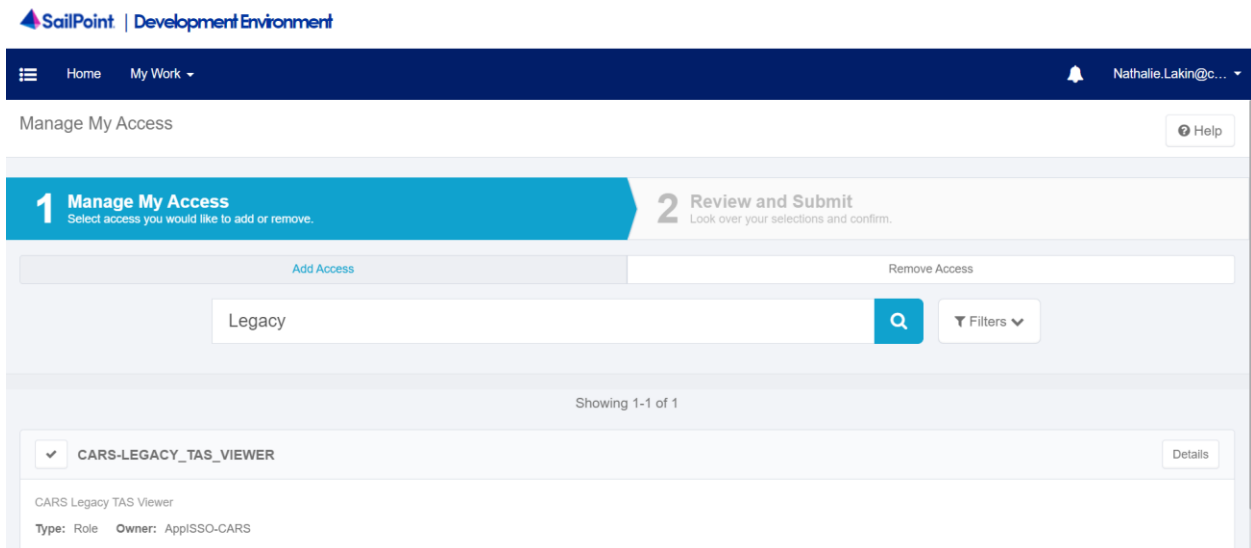 SailPoint. | Development Environment
Home My Work
Nathalie.Lakin@c...
Manage My Access
Help
1 Manage My Access
Select access you would like to add or remove.
2 Review and Submit
Look over your selections and confirm.
Add Access
Remove Access
Legacy
Filters
Showing 1-1 of 1
CARS-LEGACY_TAS_VIEWER
Details
CARS Legacy TAS Viewer
Type: Role Owner: AppISSO-CARS